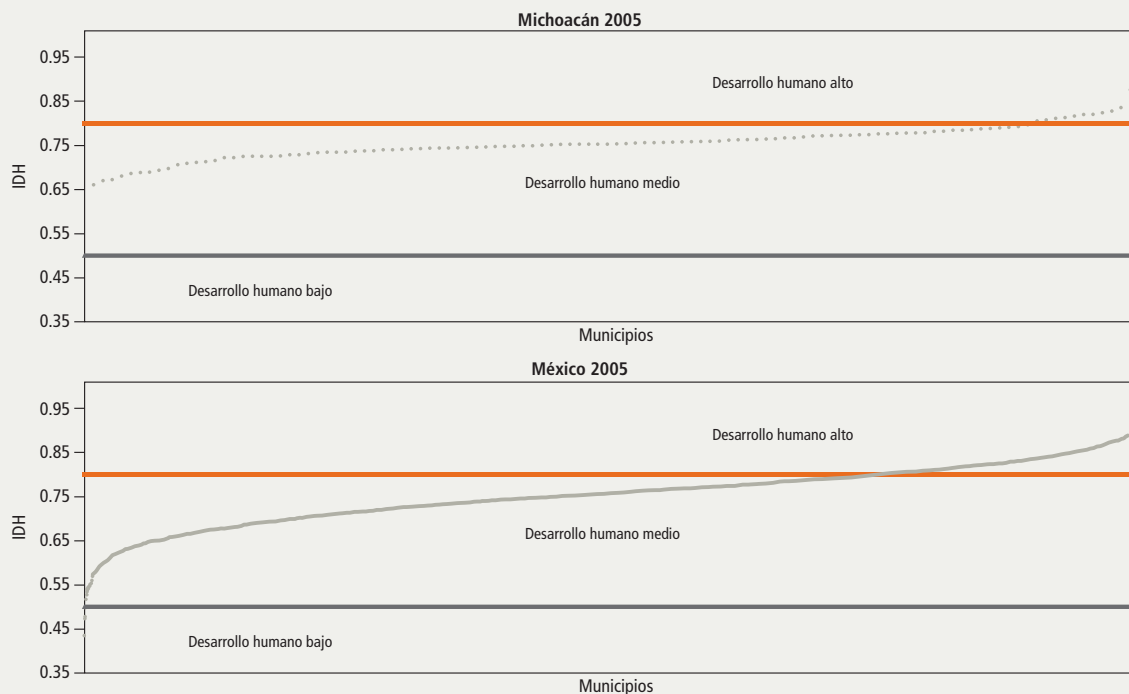 Michoacán 2005
0.95
Desarrollo humano alto
0.85
0.75
IDH
0.65
Desarrollo humano medio
0.55
0.45
Desarrollo humano bajo
0.35
Municipios
México 2005
0.95
Desarrollo humano alto
0.85
0.75
IDH
0.65
Desarrollo humano medio
0.55
0.45
Desarrollo humano bajo
0.35
Municipios